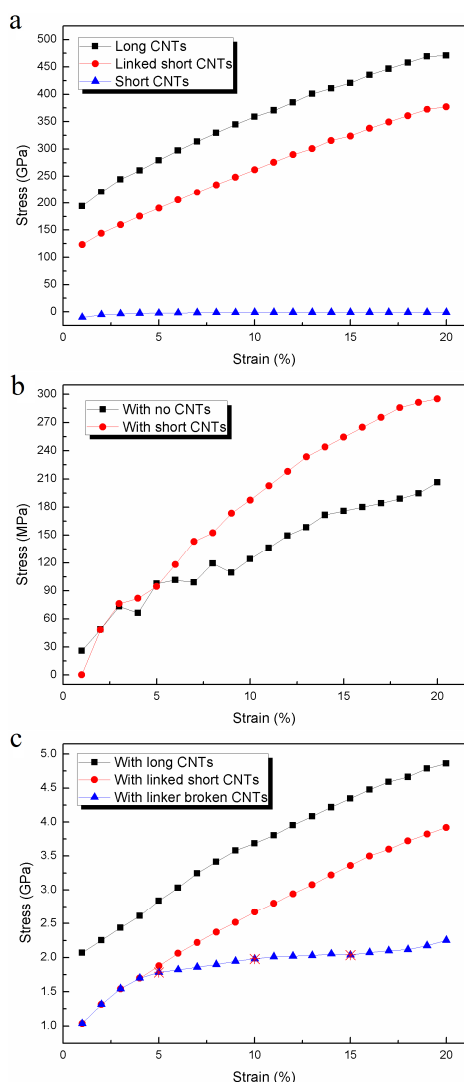 a
Long CNTs
Linked short CNTs
Short CNTs
500
450
400
350
300
250
200
150
100
50
0
Stress (GPa)
0 5 10 15 20
Strain (%)
b
With no CNTs
With short CNTs
300
270
240
210
180
150
120
90
60
30
0
Stress (MPa)
0 5 10 15 20
Strain (%)
c
With long CNTs
With linked short CNTs
With linker broken CNTs
5.0
4.5
4.0
3.5
3.0
2.5
2.0
1.5
1.0
Stress (GPa)
0 5 10 15 20
Strain (%)